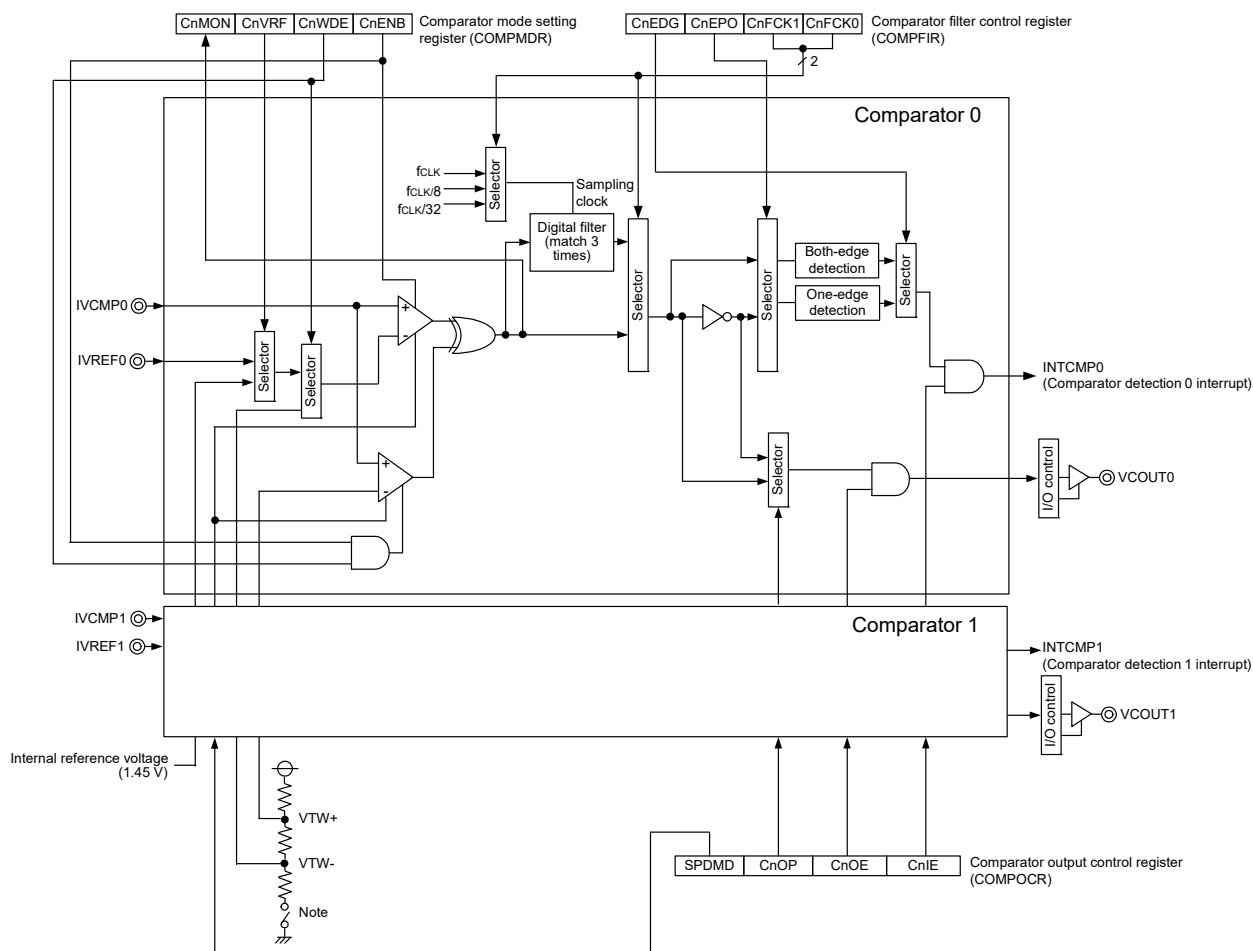 CnMON CnVRF CnWDE CnENB
Comparator mode setting
register (COMPMDR)
CnEDG CnEPO CnFCK1 CnFCK0
Comparator filter control register
(COMPFIR)
2
Comparator 0
fCLK
fCLK/8
fCLK/32
Selector
Sampling
clock
Digital filter
(match 3
times)
Selector
Selector
Both-edge
detection
One-edge
detection
Selector
IVCMP0
+
-
IVREF0
Selector
Selector
INTCMP0
(Comparator detection 0 interrupt)
+
-
Selector
I/O control
VCOUT0
IVCMP1
IVREF1
Comparator 1
INTCMP1
(Comparator detection 1 interrupt)
I/O control
VCOUT1
Internal reference voltage
(1.45 V)
VTW+
VTW-
Note
SPDMD CnOP CnOE CnIE
Comparator output control register
(COMPOCR)